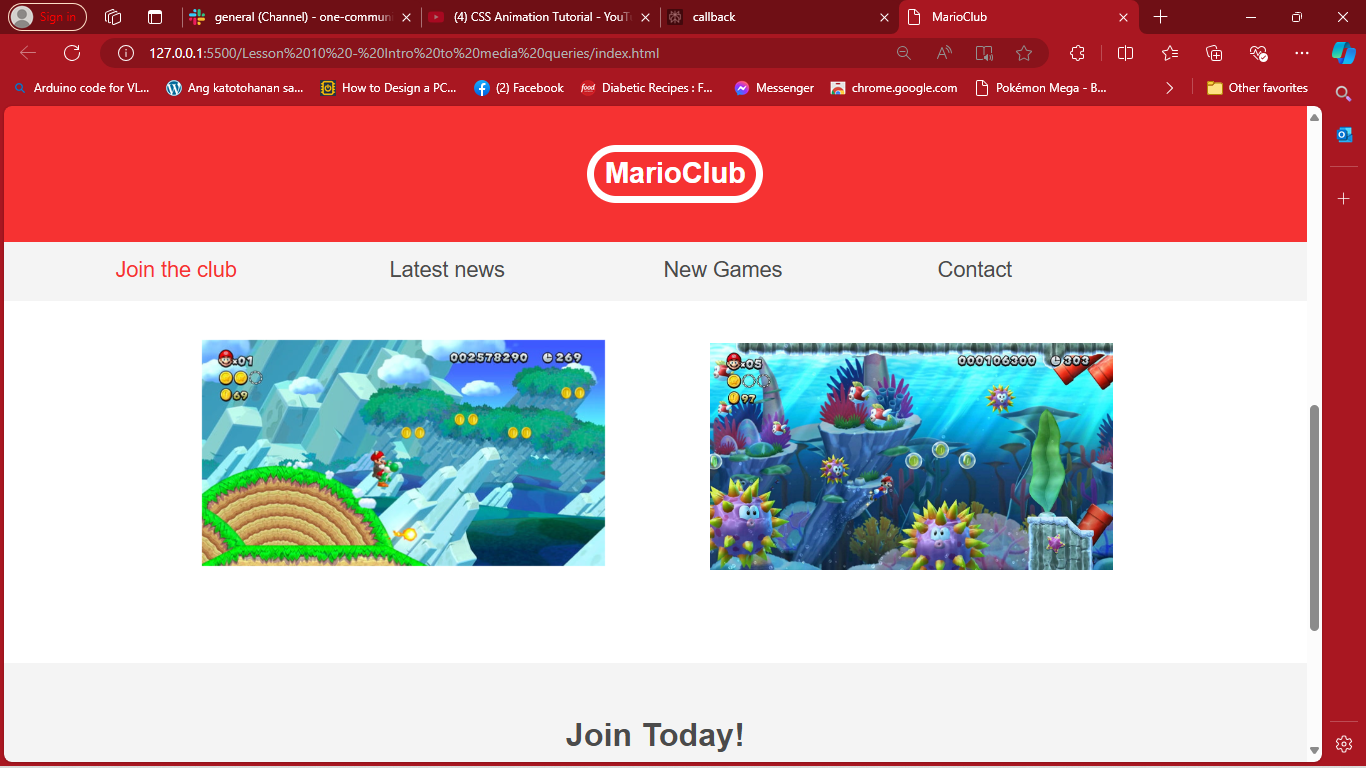 Sign in
general (Channel) - one-commun
(4) CSS Animation Tutorial - YouT
callback
MarioClub
127.0.0.1:5500/Lesson%2010%20-%20Intro%20to%20media%20queries/index.html
Arduino code for VL...
Ang katotohanan sa...
How to Design a PC...
(2) Facebook
food Diabetic Recipes : F...
Messenger
chrome.google.com
Pokémon Mega - B...
Other favorites
MarioClub
Join the club
Latest news
New Games
Contact
x01
002578290
269
69
x05
000106300
303
97
Join Today!